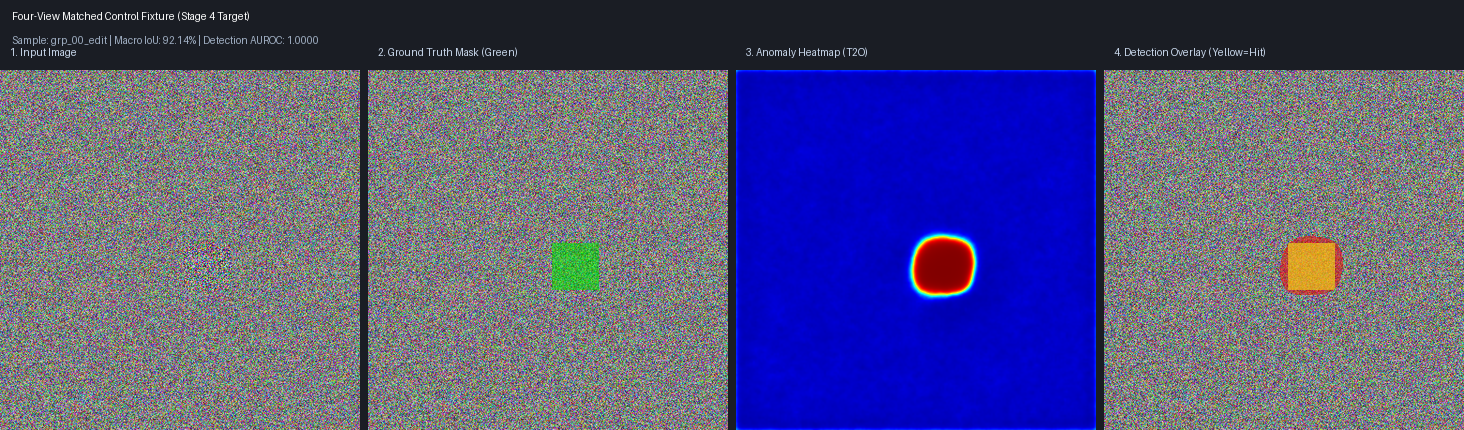 Four-View Matched Control Fixture (Stage 4 Target)
Sample: grp_00_edit | Macro IoU: 92.14% | Detection AUROC: 1.0000
1. Input Image
2. Ground Truth Mask (Green)
3. Anomaly Heatmap (T2O)
4. Detection Overlay (Yellow=Hit)